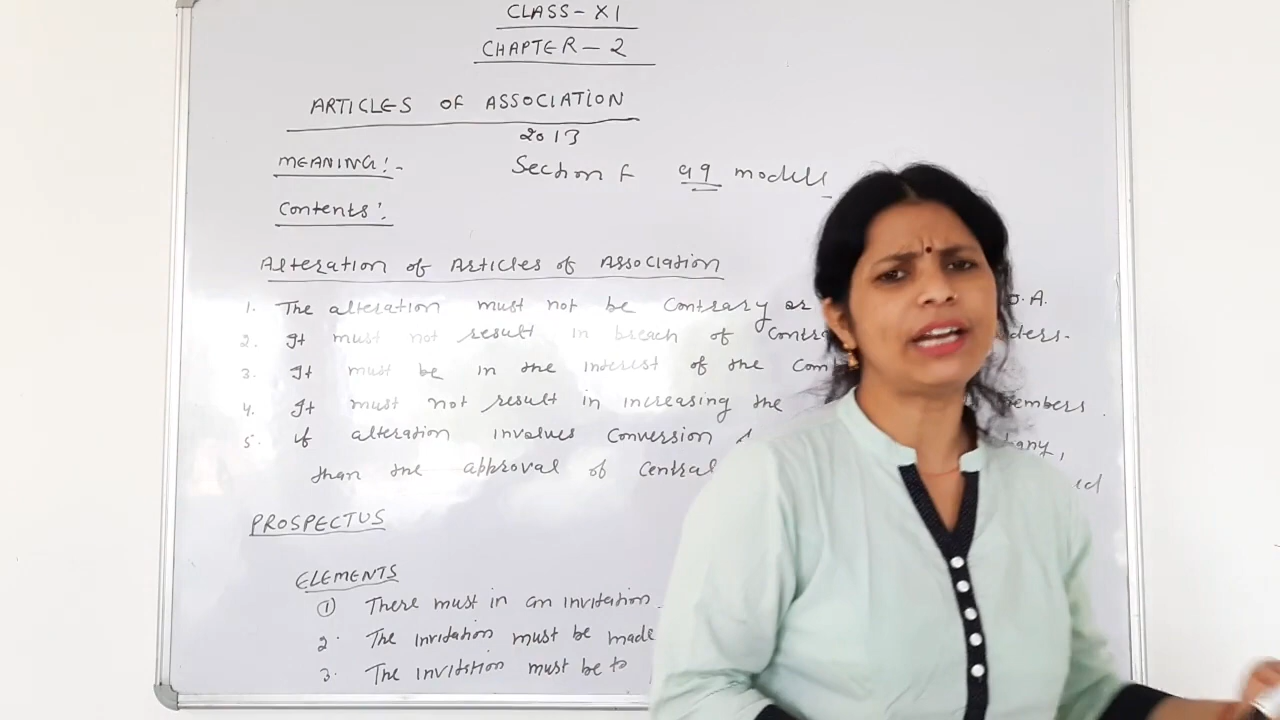 CLASS-XI
CHAPTER-2
ARTICLES OF ASSOCIATION
2013
MEANING:- Section F 99 modell
Contents:
Alteration of Articles of Association
1. The alteration must not be contrary or O.A.
2. It must not result in breach of Contra ders.
3. It must be in the interest of the Com
4. It must not result in increasing the members.
5. if alteration involves conversion pany,
than the approval of central ed
PROSPECTUS
ELEMENTS
① There must in an invitation
2. The invitation must be made
3. The invitation must be to